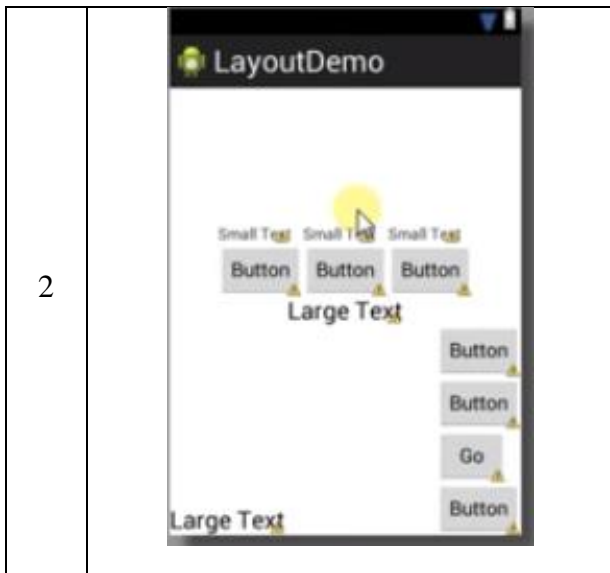 LayoutDemo
Small Text Small Text Small Text
Button Button Button
Large Text
Button
Button
2
Go
Button
Large Text